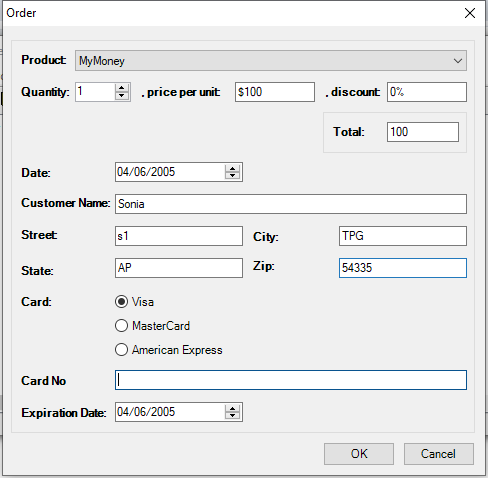 Order
Product: MyMoney
Quantity: 1 , price per unit: $100 , discount: 0%
Total: 100
Date: 04/06/2005
Customer Name: Sonia
Street: s1 City: TPG
State: AP Zip: 54335
Card: Visa
MasterCard
American Express
Card No
Expiration Date: 04/06/2005
OK Cancel